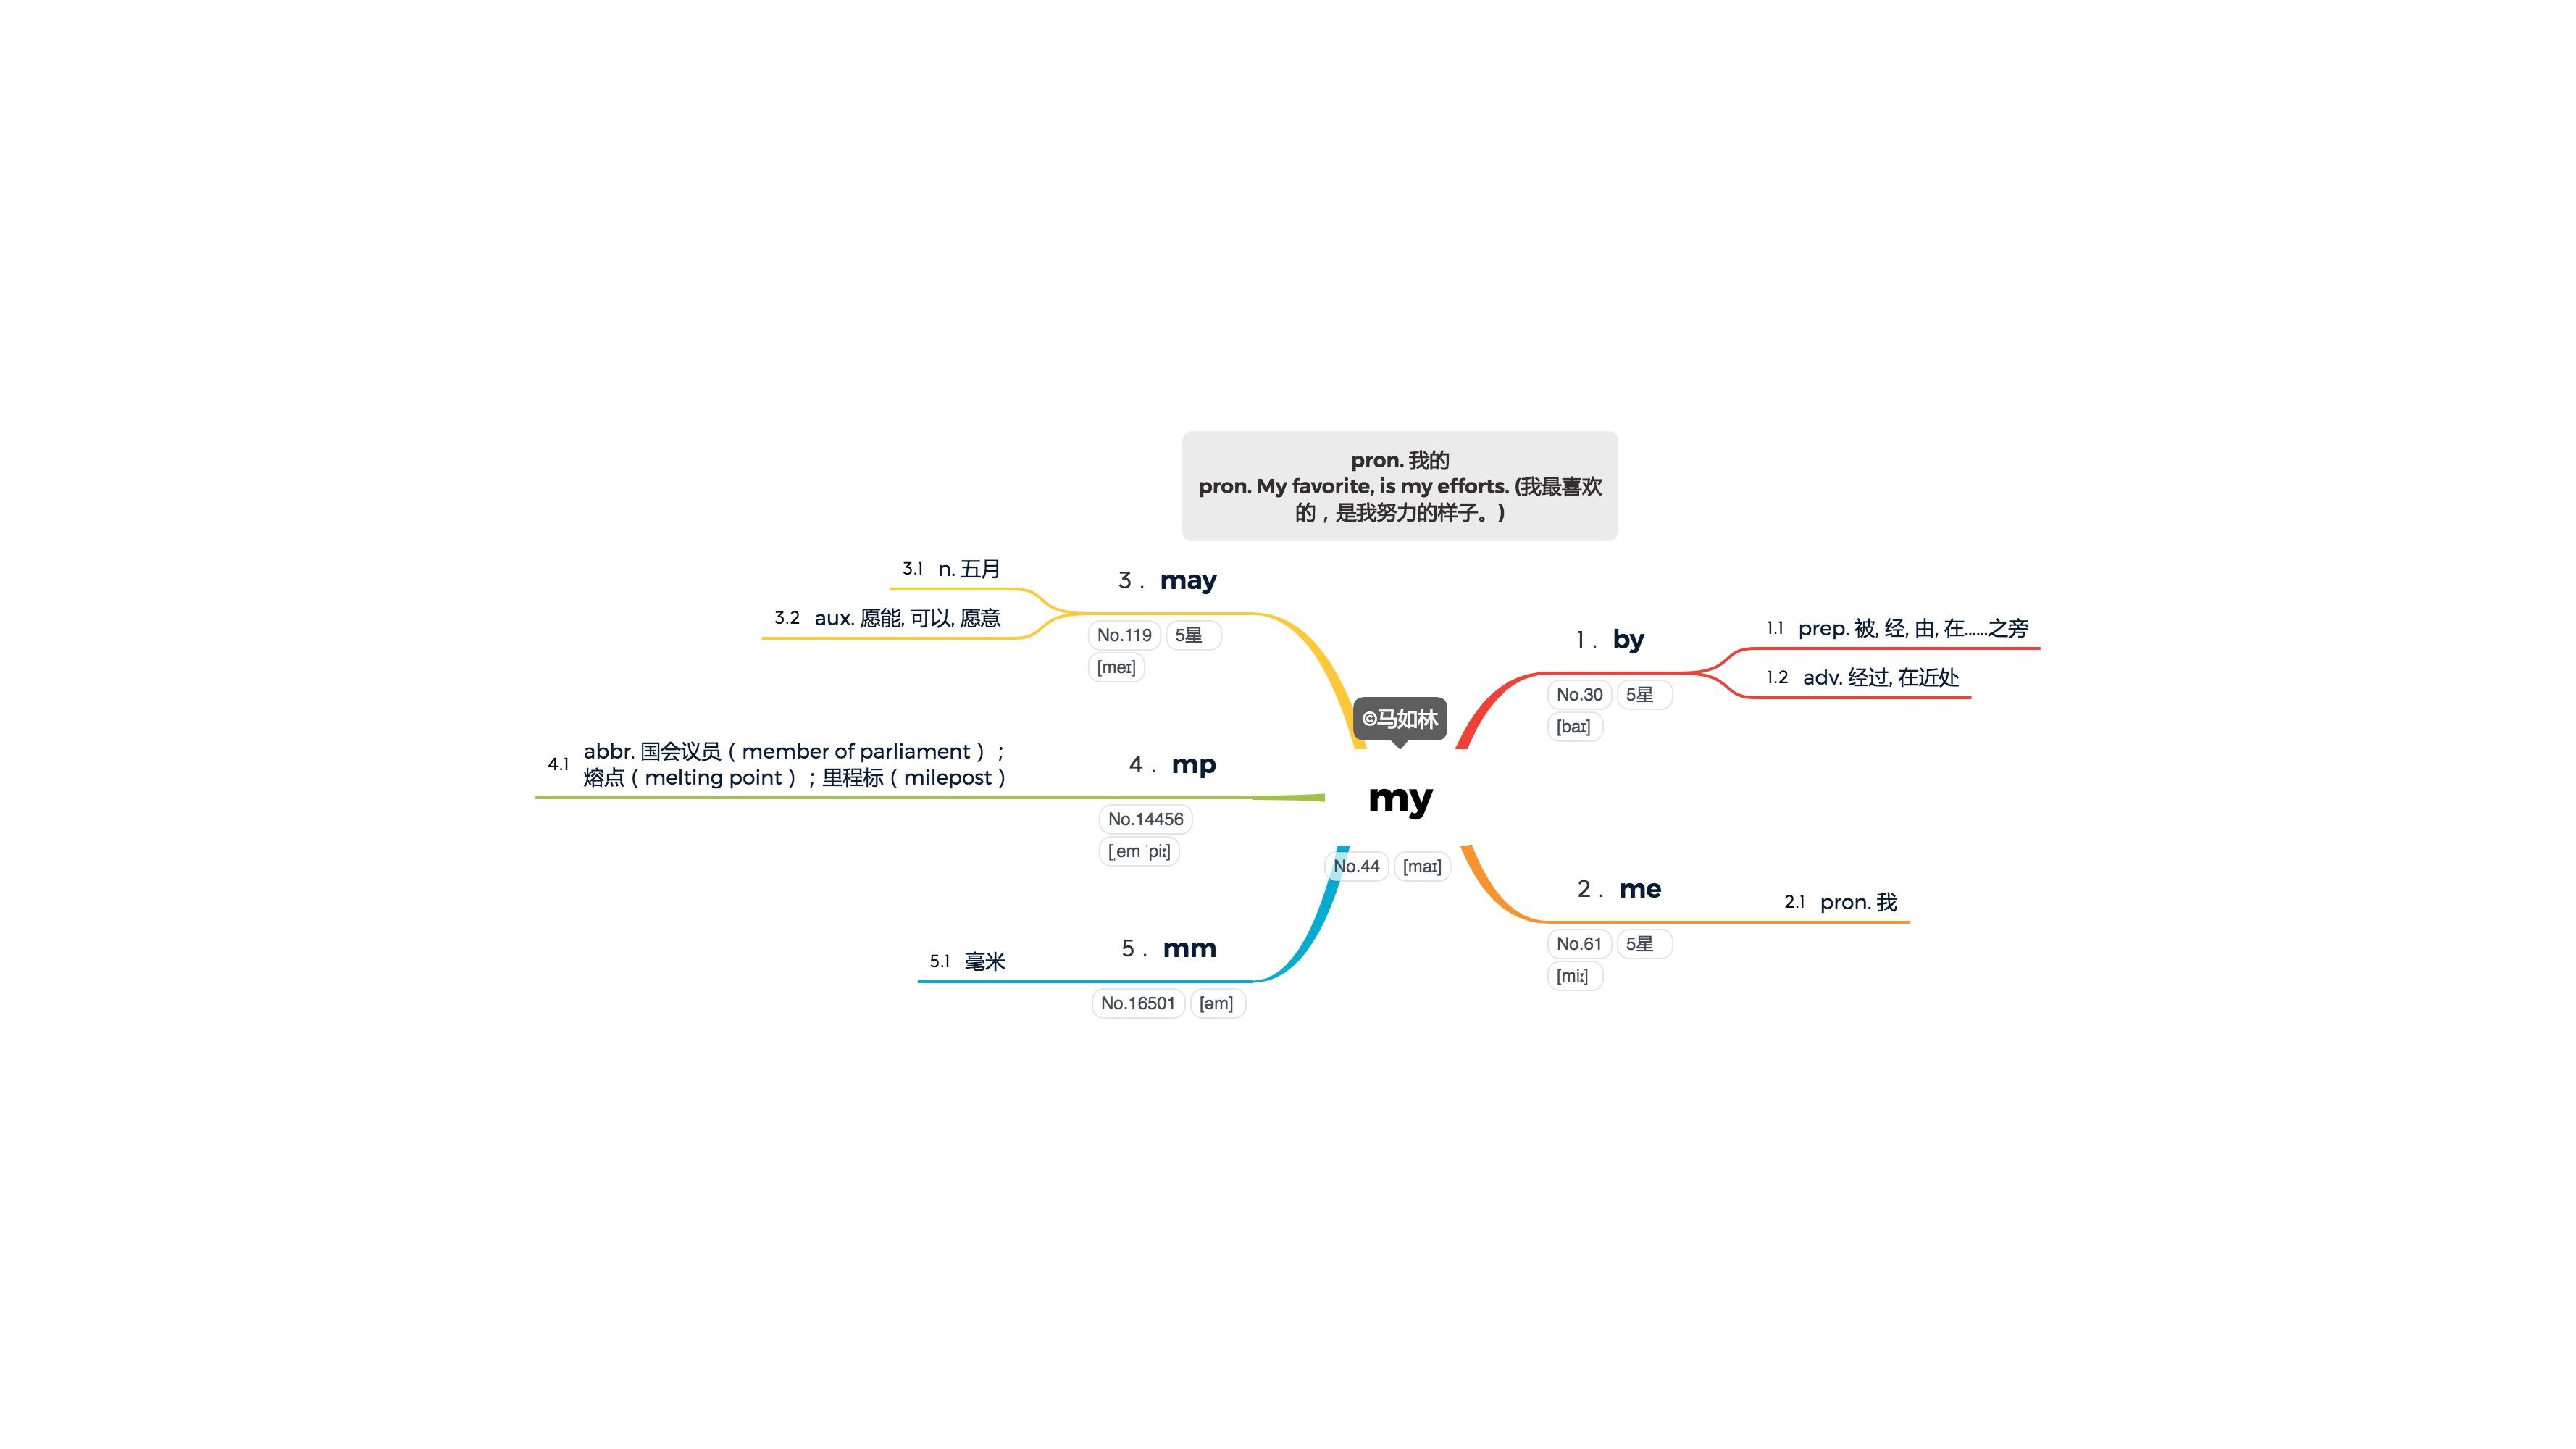 pron. 我的
pron. My favorite, is my efforts. (我最喜欢
的，是我努力的样子。)
©马如林
my
No.44 [maɪ]
1. by
No.30 5星
[baɪ]
1.1 prep. 被, 经, 由, 在……之旁
1.2 adv. 经过, 在近处
2. me
No.61 5星
[miː]
2.1 pron. 我
3. may
No.119 5星
[meɪ]
3.1 n. 五月
3.2 aux. 愿能, 可以, 愿意
4. mp
No.14456
[ˌem ˈpiː]
4.1 abbr. 国会议员（member of parliament）；
熔点（melting point）；里程标（milepost）
5. mm
No.16501 [əm]
5.1 毫米